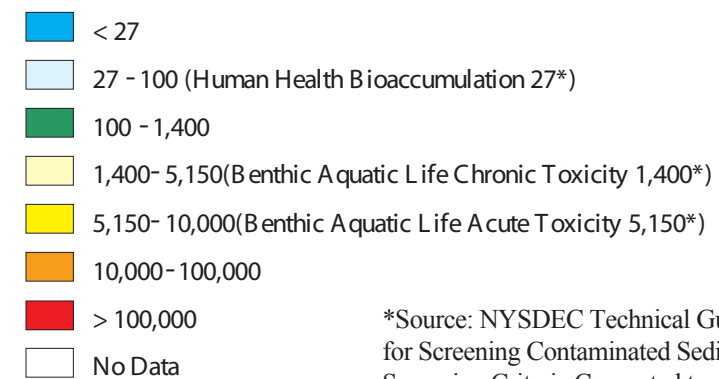 < 27
27 - 100 (Human Health Bioaccumulation 27*)
100 - 1,400
1,400- 5,150(Benthic Aquatic Life Chronic Toxicity 1,400*)
5,150- 10,000(Benthic Aquatic Life Acute Toxicity 5,150*)
10,000-100,000
> 100,000
No Data
*Source: NYSDEC Technical
for Screening Contaminated